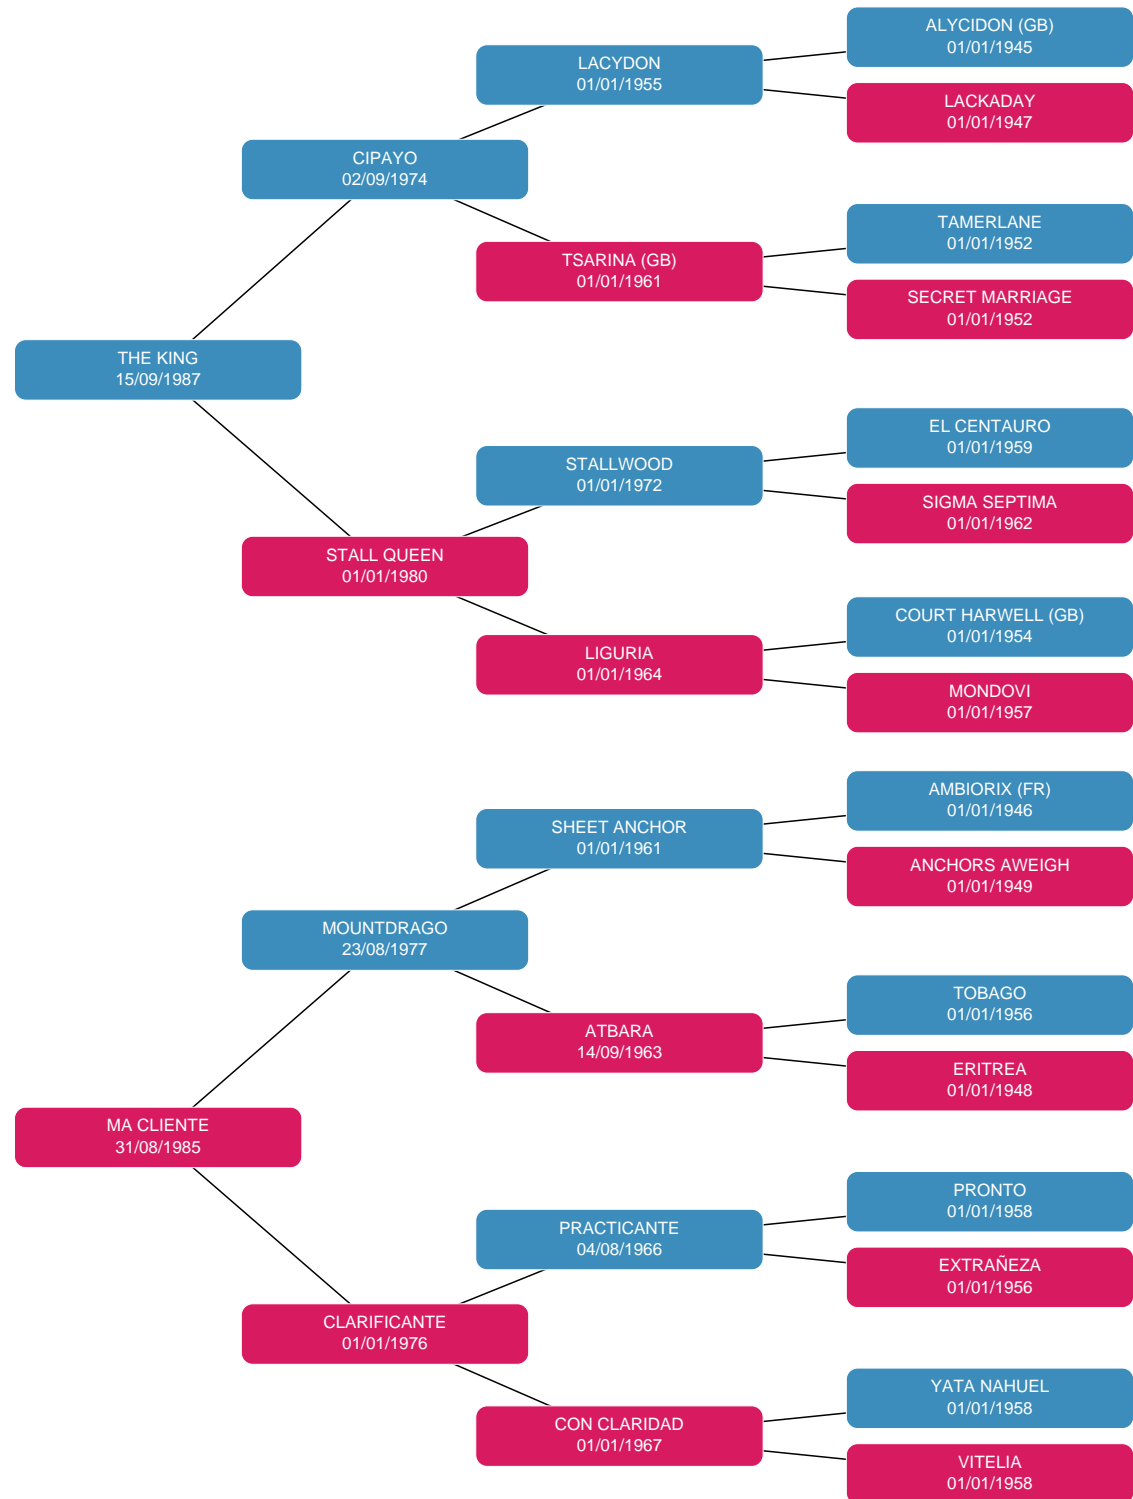 ALYCIDON (GB)
01/01/1945
LACYDON
01/01/1955
LACKADAY
01/01/1947
CIPAYO
02/09/1974
TAMERLANE
01/01/1952
TSARINA (GB)
01/01/1961
SECRET MARRIAGE
01/01/1952
THE KING
15/09/1987
EL CENTAURO
01/01/1959
STALLWOOD
01/01/1972
SIGMA SEPTIMA
01/01/1962
STALL QUEEN
01/01/1980
COURT HARWELL (GB)
01/01/1954
LIGURIA
01/01/1964
MONDOVI
01/01/1957
AMBIORIX (FR)
01/01/1946
SHEET ANCHOR
01/01/1961
ANCHORS AWEIGH
01/01/1949
MOUNTDRAGO
23/08/1977
TOBAGO
01/01/1956
ATBARA
14/09/1963
ERITREA
01/01/1948
MA CLIENTE
31/08/1985
PRONTO
01/01/1958
PRACTICANTE
04/08/1966
EXTRAÑEZA
01/01/1956
CLARIFICANTE
01/01/1976
YATA NAHUEL
01/01/1958
CON CLARIDAD
01/01/1967
VITELIA
01/01/1958